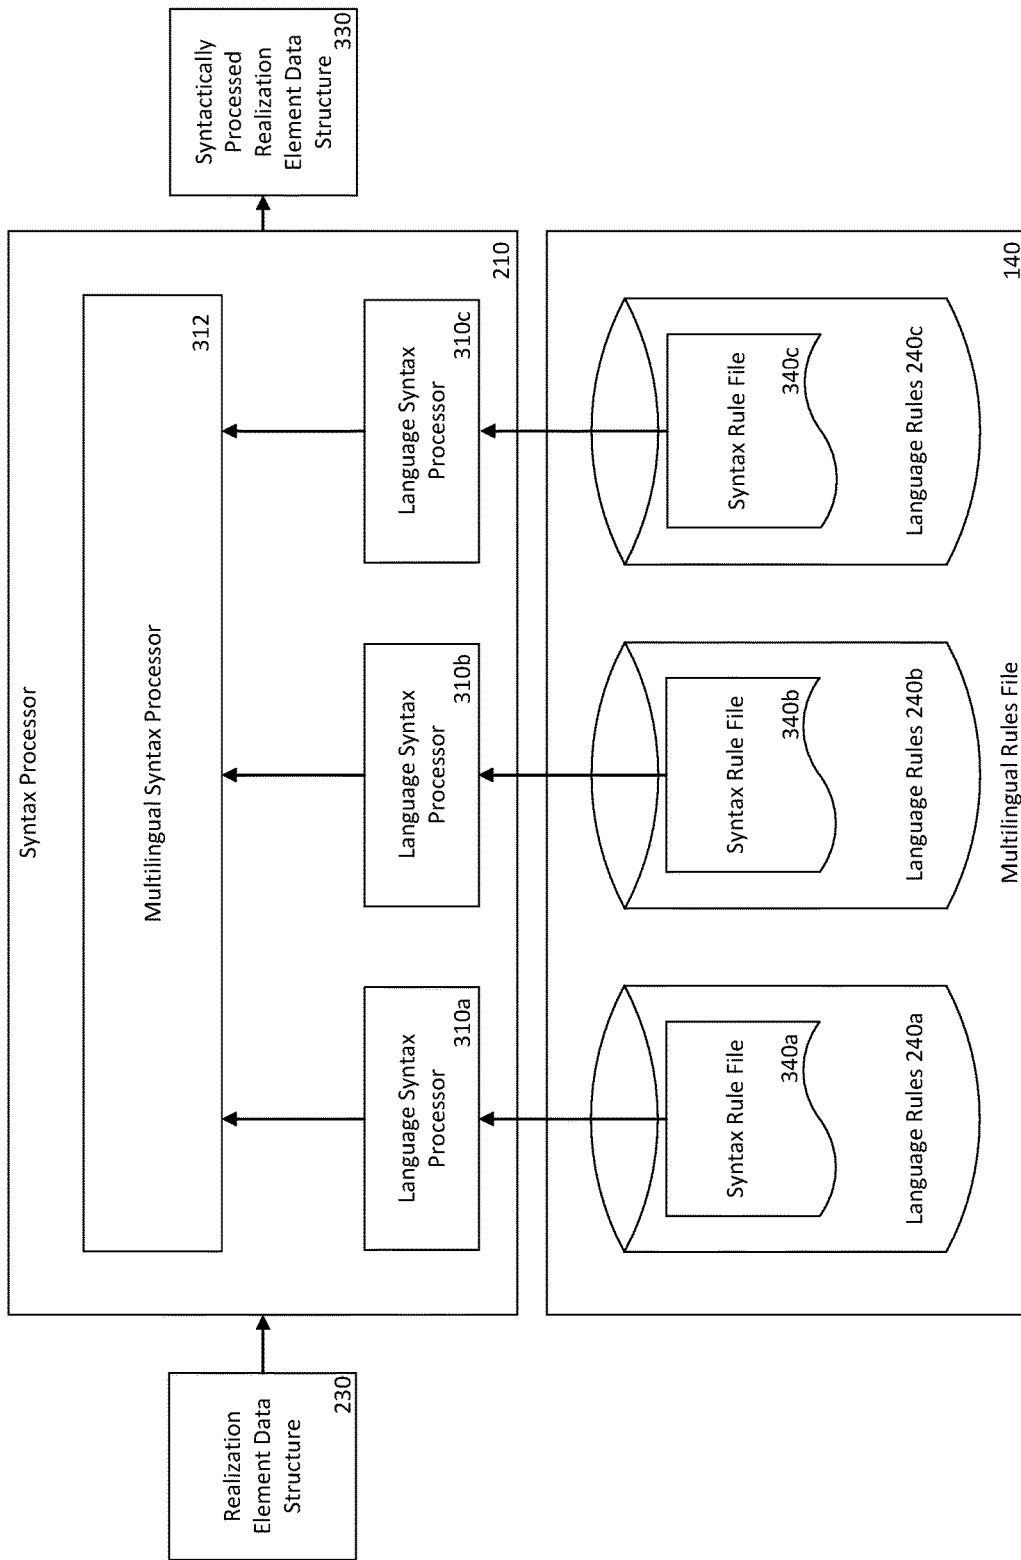 Syntax Processor
Multilingual Syntax Processor
312
Language Syntax
Processor
310a
Language Syntax
Processor
310b
Language Syntax
Processor
310c
210
Realization
Element Data
Structure
230
Syntactically
Processed
Realization
Element Data
Structure
330
Syntax Rule File
340a
Language Rules 240a
Syntax Rule File
340b
Language Rules 240b
Syntax Rule File
340c
Language Rules 240c
Multilingual Rules File
140